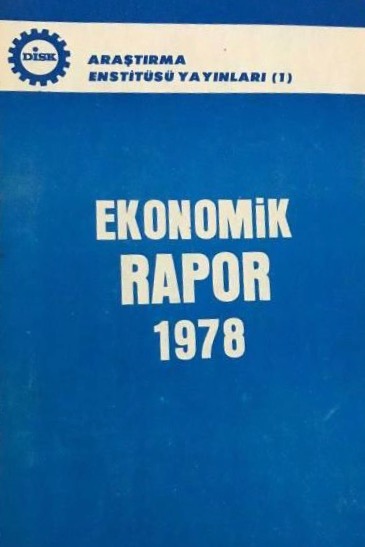 DİSK
ARAŞTIRMA
ENSTİTÜSÜ YAYINLARI (1)
EKONOMİK
RAPOR
1978